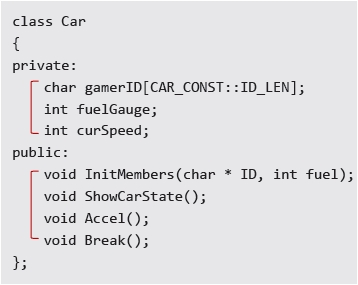 class Car
{
private:
    char gamerID[CAR_CONST::ID_LEN];
    int fuelGauge;
    int curSpeed;
public:
    void InitMembers(char * ID, int fuel);
    void ShowCarState();
    void Accel();
    void Break();
};